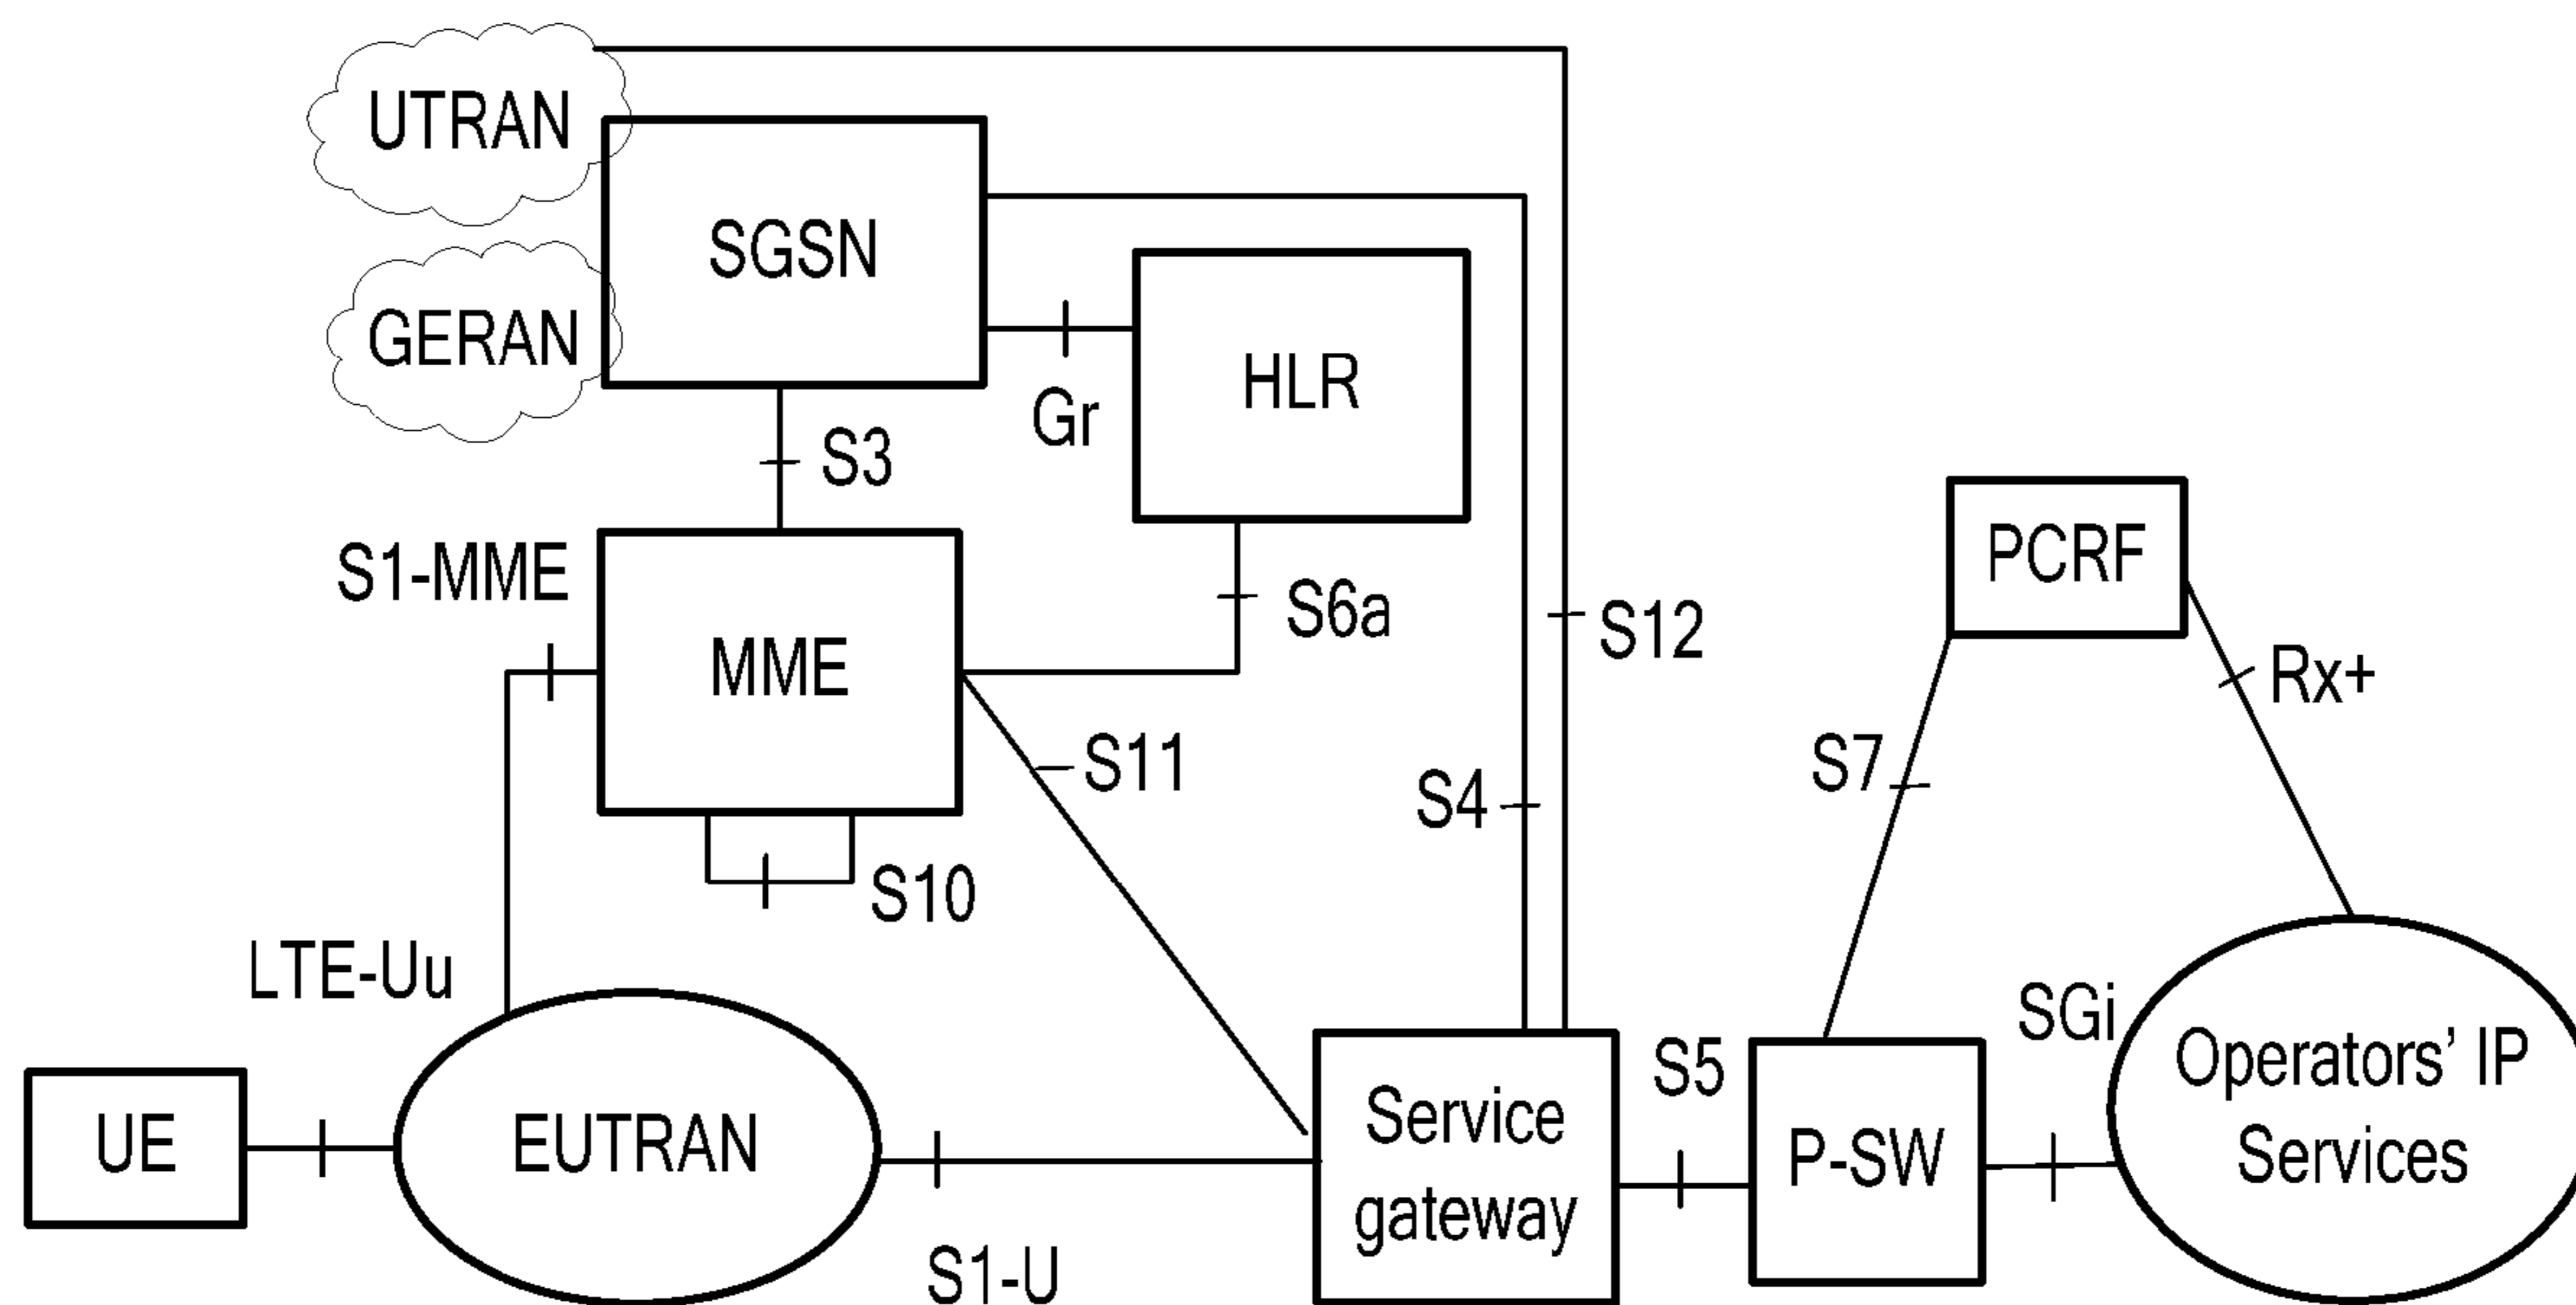 UTRAN
SGSN
GERAN
HLR
Gr
S3
S1-MME
PCRF
S6a
S12
MME
Rx+
S11
S7
S4
S10
LTE-Uu
SGi
Operators’ IP
Services
S5
Service
gateway
P-SW
UE
EUTRAN
S1-U